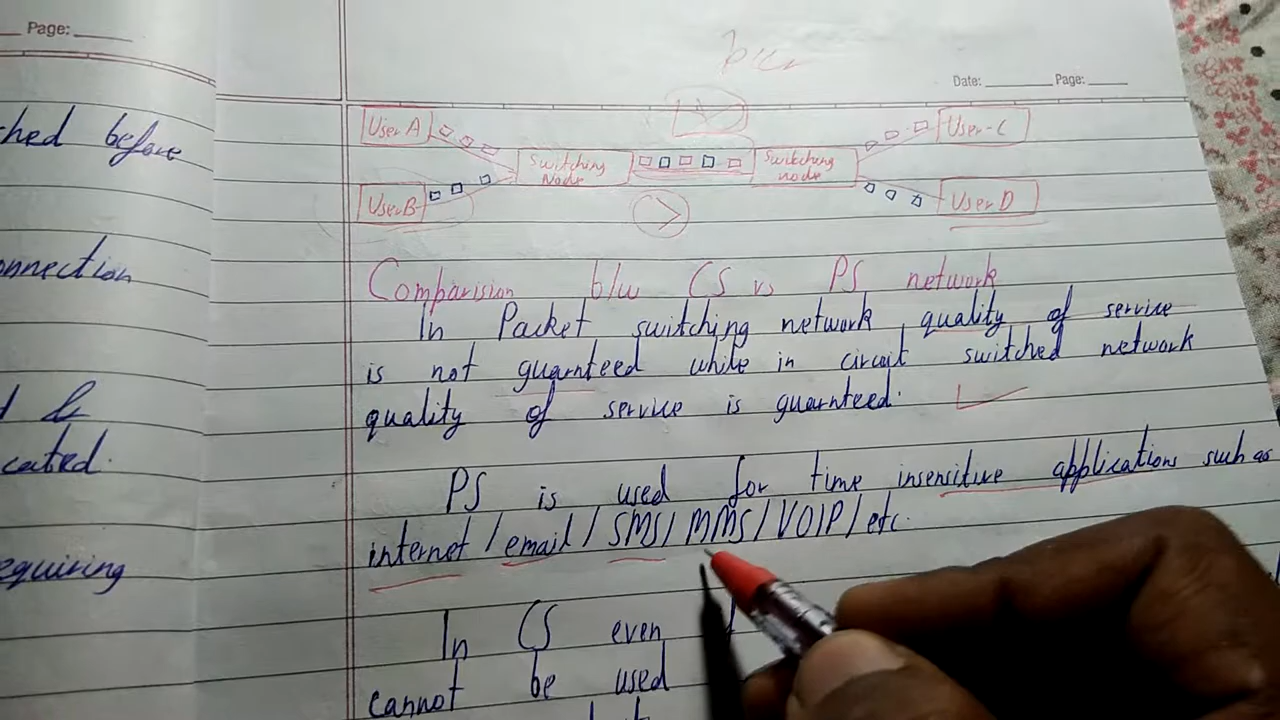 Page:
Date: Page:
ched before
onnection
cated.
equiring
User A
User B
Switching Node
Switching node
User-C
User D
Comparision b/w CS vs PS network
In Packet switching network quality of service
is not guarnteed while in circuit switched network
quality of service is guarnteed.
PS is used for time insensitive applications such as
internet / email / SMS / MMS / VOIP / etc.
In CS even
cannot be used